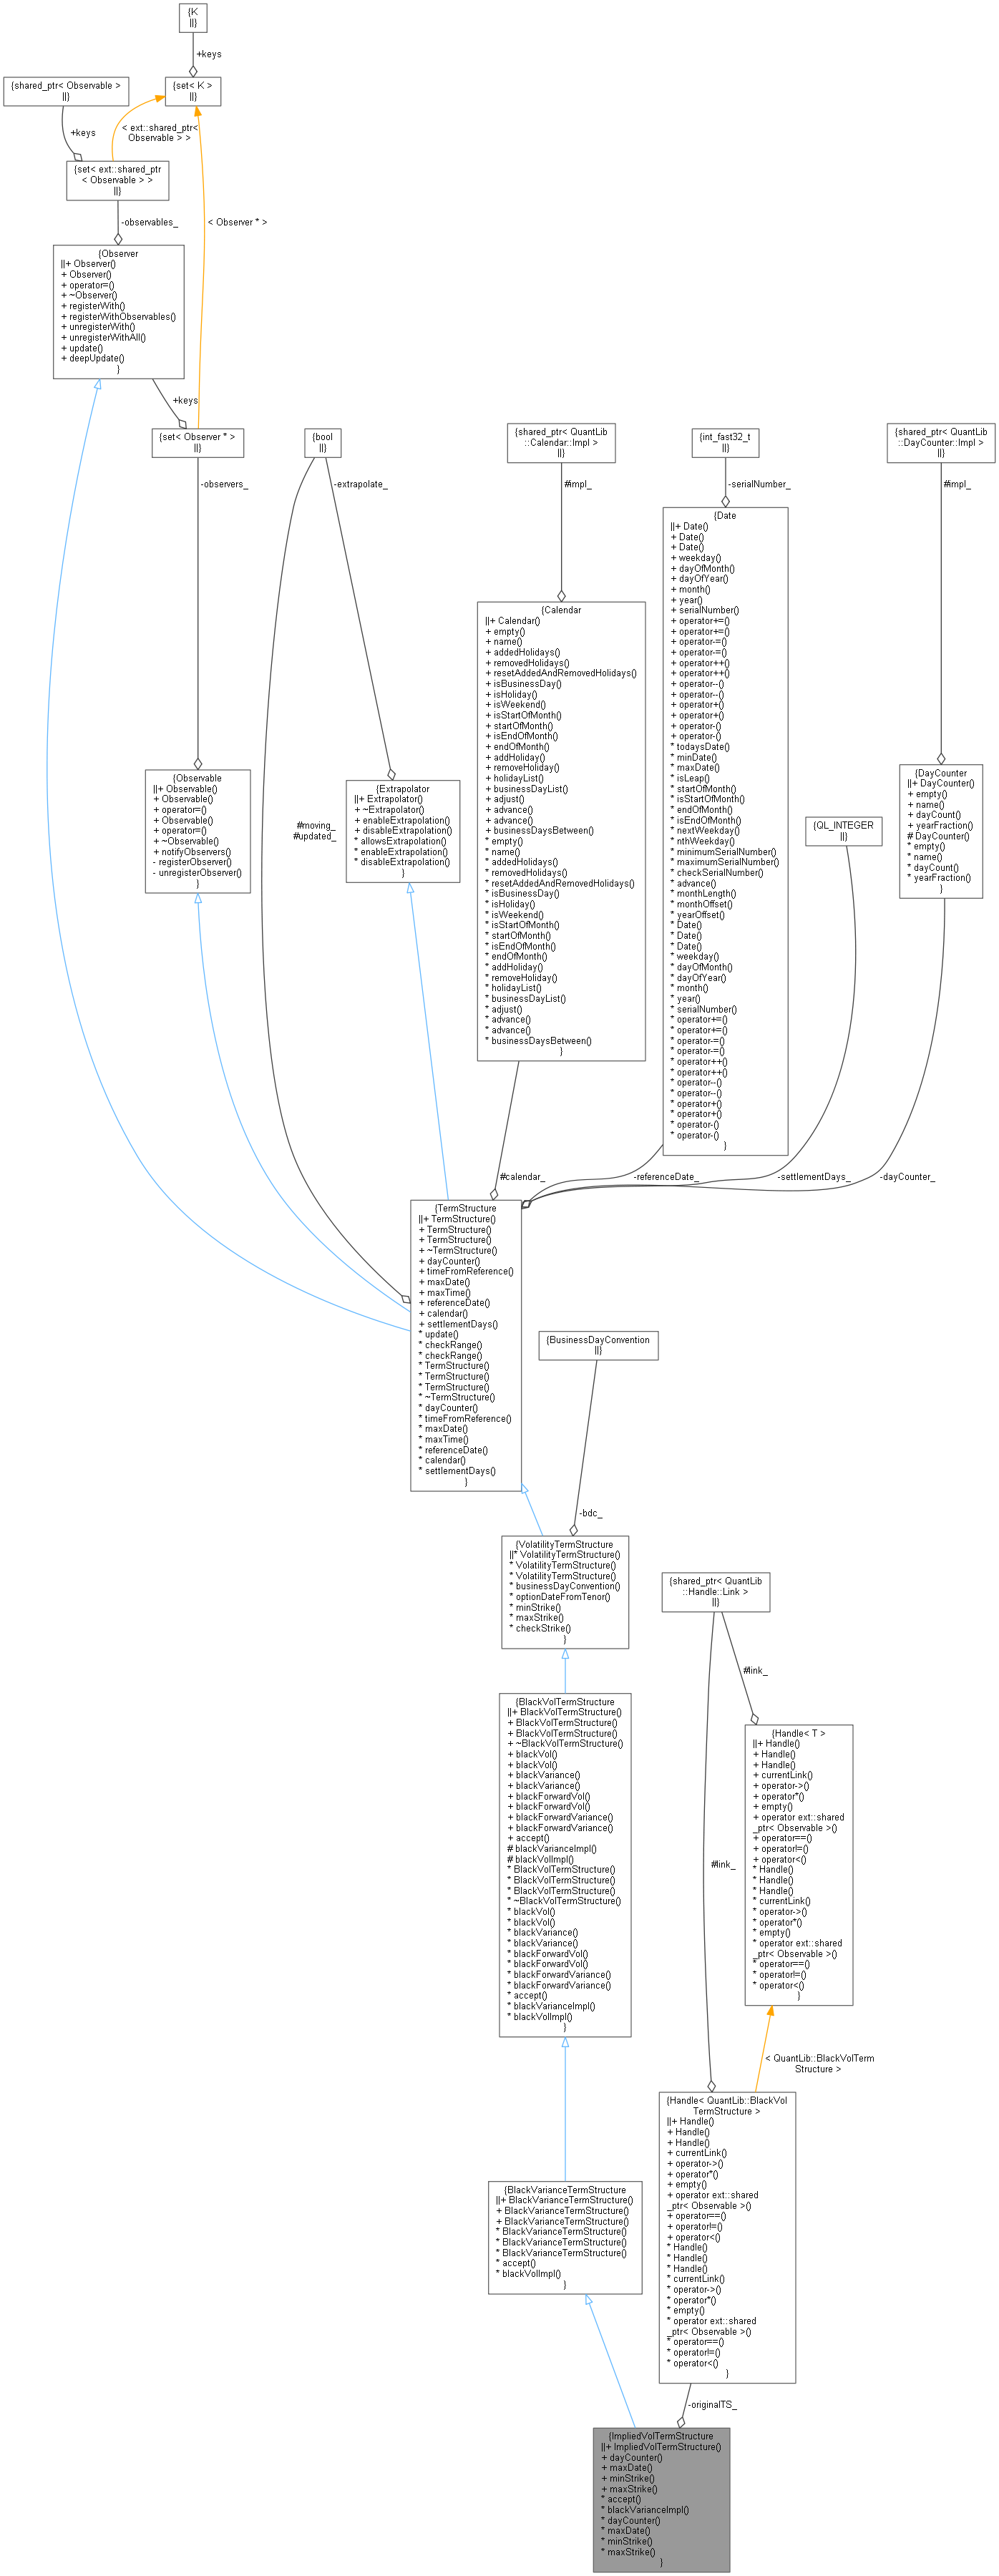 {K
||}
+keys
{shared_ptr< Observable >
||}
{set< K >
||}
+keys
< ext::shared_ptr<
Observable > >
{set< ext::shared_ptr
< Observable > >
||}
-observables_
< Observer * >
{Observer
||+ Observer()
+ Observer()
+ operator=()
+ ~Observer()
+ registerWith()
+ registerWithObservables()
+ unregisterWith()
+ unregisterWithAll()
+ update()
+ deepUpdate()
}
+keys
{set< Observer * >
||}
{bool
||}
{shared_ptr< QuantLib
::Calendar::Impl >
||}
{int_fast32_t
||}
{shared_ptr< QuantLib
::DayCounter::Impl >
||}
-observers_
-extrapolate_
#impl_
-serialNumber_
#impl_
{Observable
||+ Observable()
+ Observable()
+ operator=()
+ Observable()
+ operator=()
+ ~Observable()
+ notifyObservers()
- registerObserver()
- unregisterObserver()
}
#moving_
#updated_
{Extrapolator
||+ Extrapolator()
+ ~Extrapolator()
+ enableExtrapolation()
+ disableExtrapolation()
* allowsExtrapolation()
* enableExtrapolation()
* disableExtrapolation()
}
{Calendar
||+ Calendar()
+ empty()
+ name()
+ addedHolidays()
+ removedHolidays()
+ resetAddedAndRemovedHolidays()
+ isBusinessDay()
+ isHoliday()
+ isWeekend()
+ isStartOfMonth()
+ startOfMonth()
+ isEndOfMonth()
+ endOfMonth()
+ addHoliday()
+ removeHoliday()
+ holidayList()
+ businessDayList()
+ adjust()
+ advance()
+ advance()
+ businessDaysBetween()
* empty()
* name()
* addedHolidays()
* removedHolidays()
* resetAddedAndRemovedHolidays()
* isBusinessDay()
* isHoliday()
* isWeekend()
* isStartOfMonth()
* startOfMonth()
* isEndOfMonth()
* endOfMonth()
* addHoliday()
* removeHoliday()
* holidayList()
* businessDayList()
* adjust()
* advance()
* advance()
* businessDaysBetween()
}
{Date
||+ Date()
+ Date()
+ Date()
+ weekday()
+ dayOfMonth()
+ dayOfYear()
+ month()
+ year()
+ serialNumber()
+ operator+=()
+ operator+=()
+ operator-=()
+ operator-=()
+ operator++()
+ operator++()
+ operator--()
+ operator--()
+ operator+()
+ operator+()
+ operator-()
+ operator-()
* todaysDate()
* minDate()
* maxDate()
* isLeap()
* startOfMonth()
* isStartOfMonth()
* endOfMonth()
* isEndOfMonth()
* nextWeekday()
* nthWeekday()
* minimumSerialNumber()
* maximumSerialNumber()
* checkSerialNumber()
* advance()
* monthLength()
* monthOffset()
* yearOffset()
* Date()
* Date()
* Date()
* weekday()
* dayOfMonth()
* dayOfYear()
* month()
* year()
* serialNumber()
* operator+=()
* operator+=()
* operator-=()
* operator-=()
* operator++()
* operator++()
* operator--()
* operator--()
* operator+()
* operator+()
* operator-()
* operator-()
}
{QL_INTEGER
||}
{DayCounter
||+ DayCounter()
+ empty()
+ name()
+ dayCount()
+ yearFraction()
# DayCounter()
* empty()
* name()
* dayCount()
* yearFraction()
}
#calendar_
-referenceDate_
-settlementDays_
-dayCounter_
{TermStructure
||+ TermStructure()
+ TermStructure()
+ TermStructure()
+ ~TermStructure()
+ dayCounter()
+ timeFromReference()
+ maxDate()
+ maxTime()
+ referenceDate()
+ calendar()
+ settlementDays()
* update()
* checkRange()
* checkRange()
* TermStructure()
* TermStructure()
* TermStructure()
* ~TermStructure()
* dayCounter()
* timeFromReference()
* maxDate()
* maxTime()
* referenceDate()
* calendar()
* settlementDays()
}
{BusinessDayConvention
||}
-bdc_
{VolatilityTermStructure
||* VolatilityTermStructure()
* VolatilityTermStructure()
* VolatilityTermStructure()
* businessDayConvention()
* optionDateFromTenor()
* minStrike()
* maxStrike()
* checkStrike()
}
{shared_ptr< QuantLib
::Handle::Link >
||}
#link_
{BlackVolTermStructure
||+ BlackVolTermStructure()
+ BlackVolTermStructure()
+ BlackVolTermStructure()
+ ~BlackVolTermStructure()
+ blackVol()
+ blackVol()
+ blackVariance()
+ blackVariance()
+ blackForwardVol()
+ blackForwardVol()
+ blackForwardVariance()
+ blackForwardVariance()
+ accept()
# blackVarianceImpl()
# blackVolImpl()
* BlackVolTermStructure()
* BlackVolTermStructure()
* BlackVolTermStructure()
* ~BlackVolTermStructure()
* blackVol()
* blackVol()
* blackVariance()
* blackVariance()
* blackForwardVol()
* blackForwardVol()
* blackForwardVariance()
* blackForwardVariance()
* accept()
* blackVarianceImpl()
* blackVolImpl()
}
#link_
{Handle< T >
||+ Handle()
+ Handle()
+ Handle()
+ currentLink()
+ operator->()
+ operator*()
+ empty()
+ operator ext::shared
_ptr< Observable >()
+ operator==()
+ operator!=()
+ operator<()
* Handle()
* Handle()
* Handle()
* currentLink()
* operator->()
* operator*()
* empty()
* operator ext::shared
_ptr< Observable >()
* operator==()
* operator!=()
* operator<()
}
< QuantLib::BlackVolTerm
Structure >
{Handle< QuantLib::BlackVol
TermStructure >
||+ Handle()
+ Handle()
+ Handle()
+ currentLink()
+ operator->()
+ operator*()
+ empty()
+ operator ext::shared
_ptr< Observable >()
+ operator==()
+ operator!=()
+ operator<()
* Handle()
* Handle()
* Handle()
* currentLink()
* operator->()
* operator*()
* empty()
* operator ext::shared
_ptr< Observable >()
* operator==()
* operator!=()
* operator<()
}
{BlackVarianceTermStructure
||+ BlackVarianceTermStructure()
+ BlackVarianceTermStructure()
+ BlackVarianceTermStructure()
* BlackVarianceTermStructure()
* BlackVarianceTermStructure()
* BlackVarianceTermStructure()
* accept()
* blackVolImpl()
}
-originalTS_
{ImpliedVolTermStructure
||+ ImpliedVolTermStructure()
+ dayCounter()
+ maxDate()
+ minStrike()
+ maxStrike()
* accept()
* blackVarianceImpl()
* dayCounter()
* maxDate()
* minStrike()
* maxStrike()
}